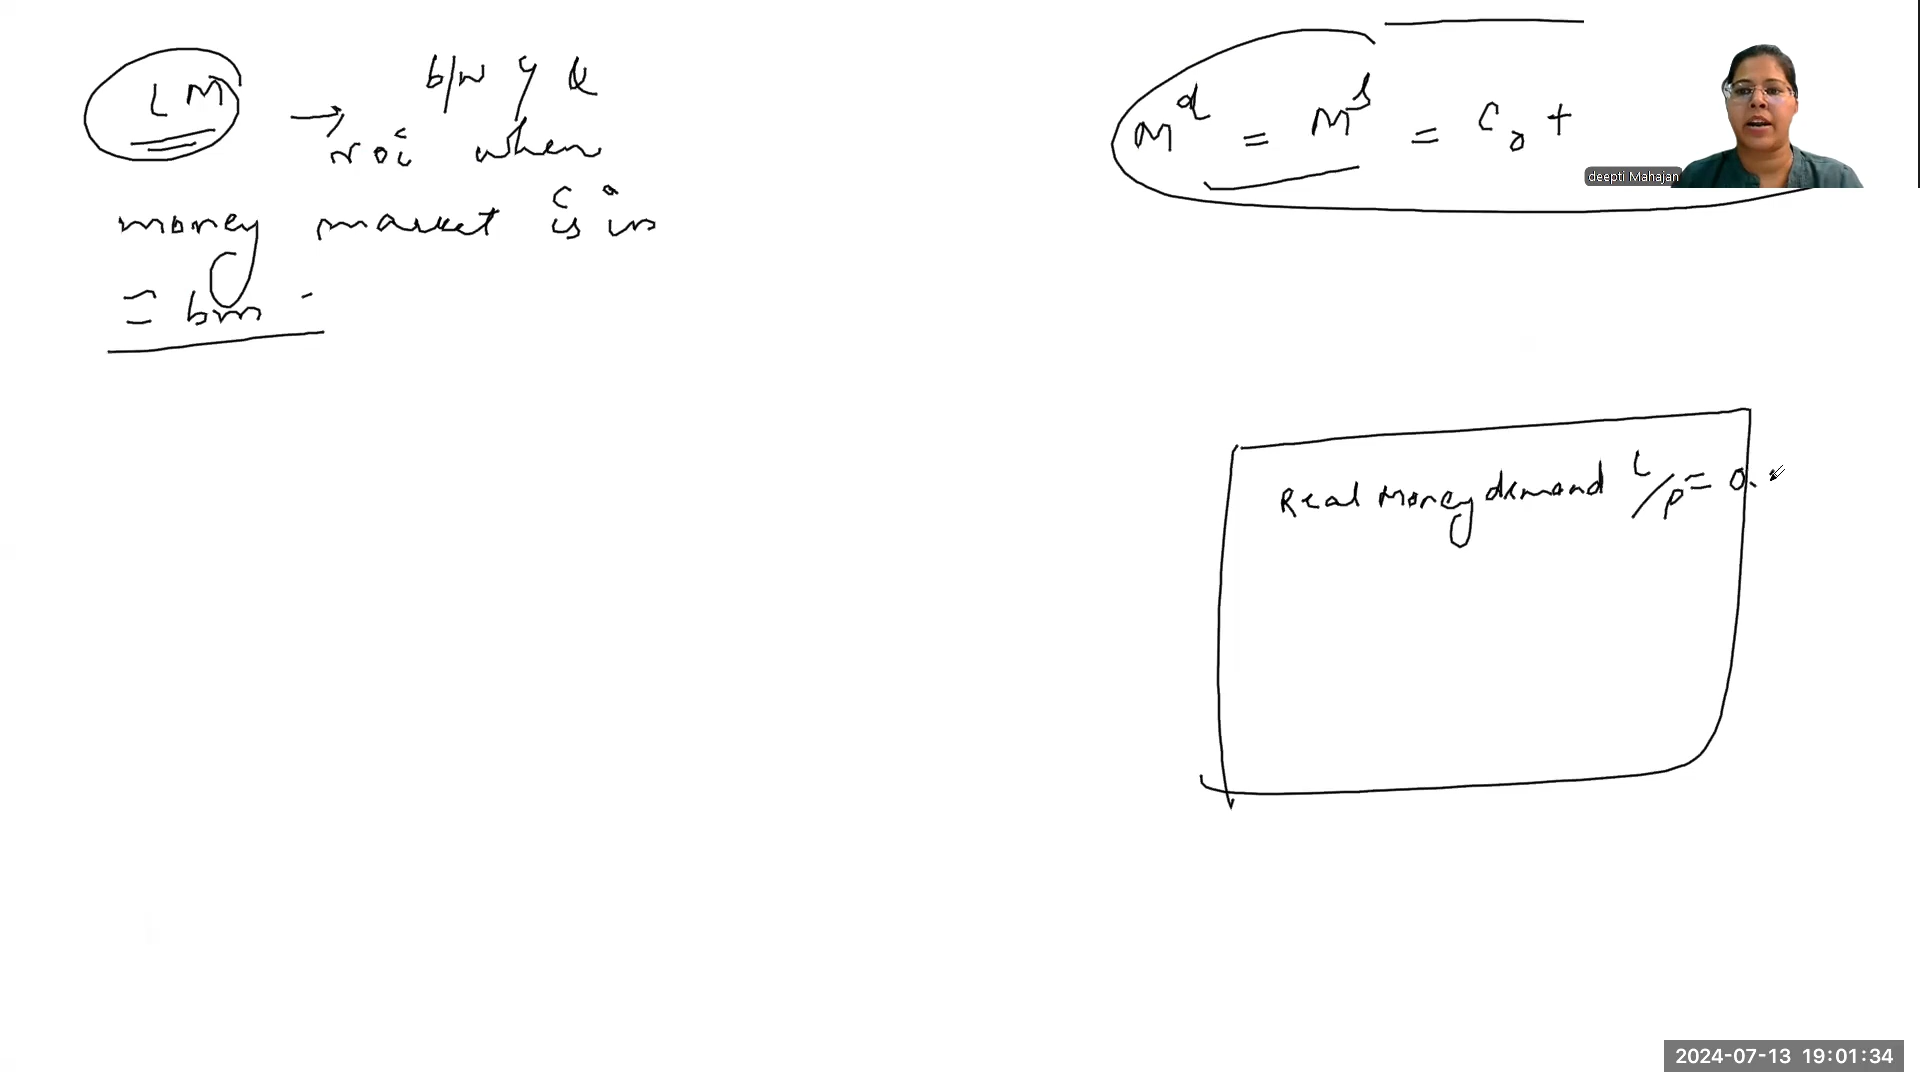 LM → b/w y &
roi when
money market is in
= bm.
M^d = M^s = C_0 +
deepti Mahajan
Real Money demand L/P = 0.
2024-07-13 19:01:34